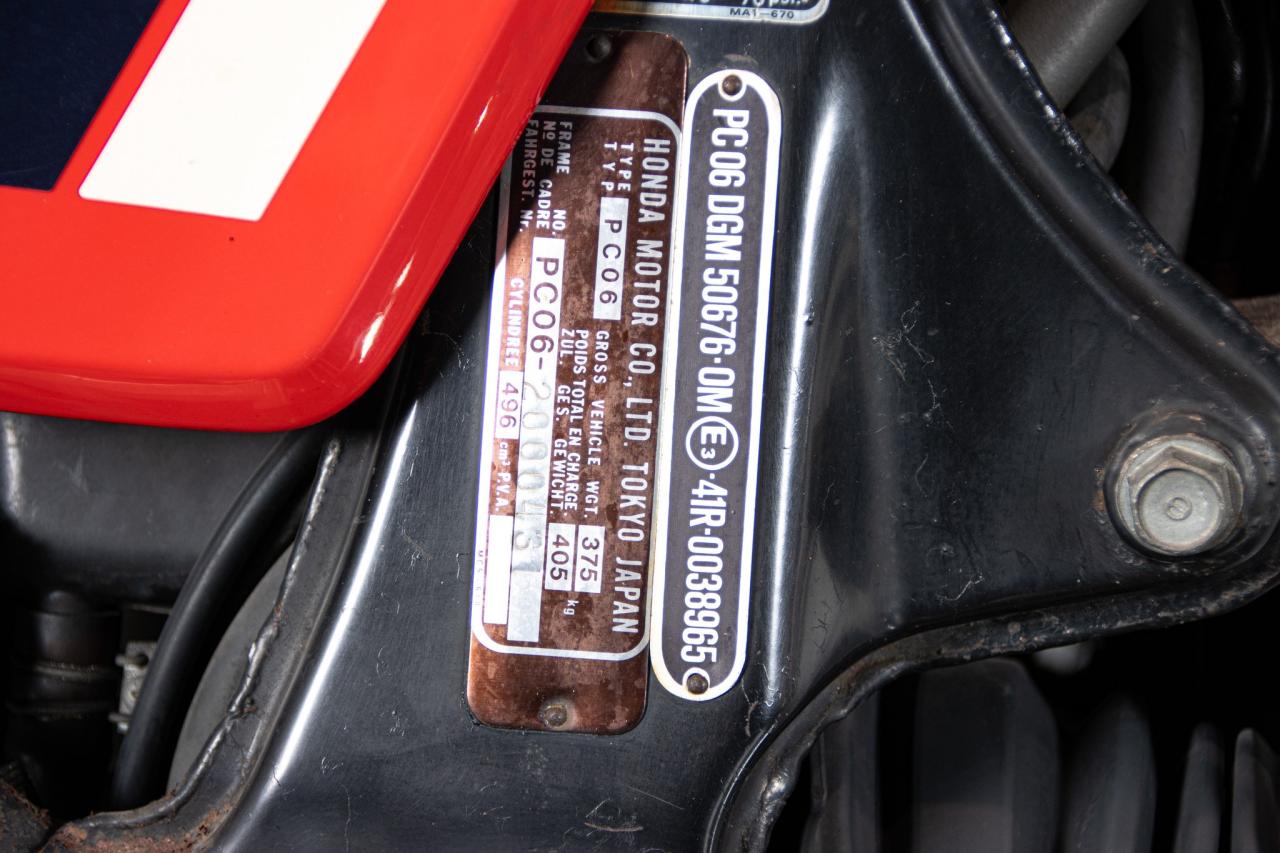 MA1-670
HONDA MOTOR CO., LTD. TOKYO JAPAN
TYPE
TYP
PC06
GROSS VEHICLE WGT.
375
POIDS TOTAL EN CHARGE
ZUL. GES. GEWICHT.
405
kg
FRAME NO.
Nº DE CADRE
FAHRGEST. Nr.
PC06-
CYLINDREE 496 cm³ P.V.A.
PC06 DGM 50676·OM E3·41R-0038965